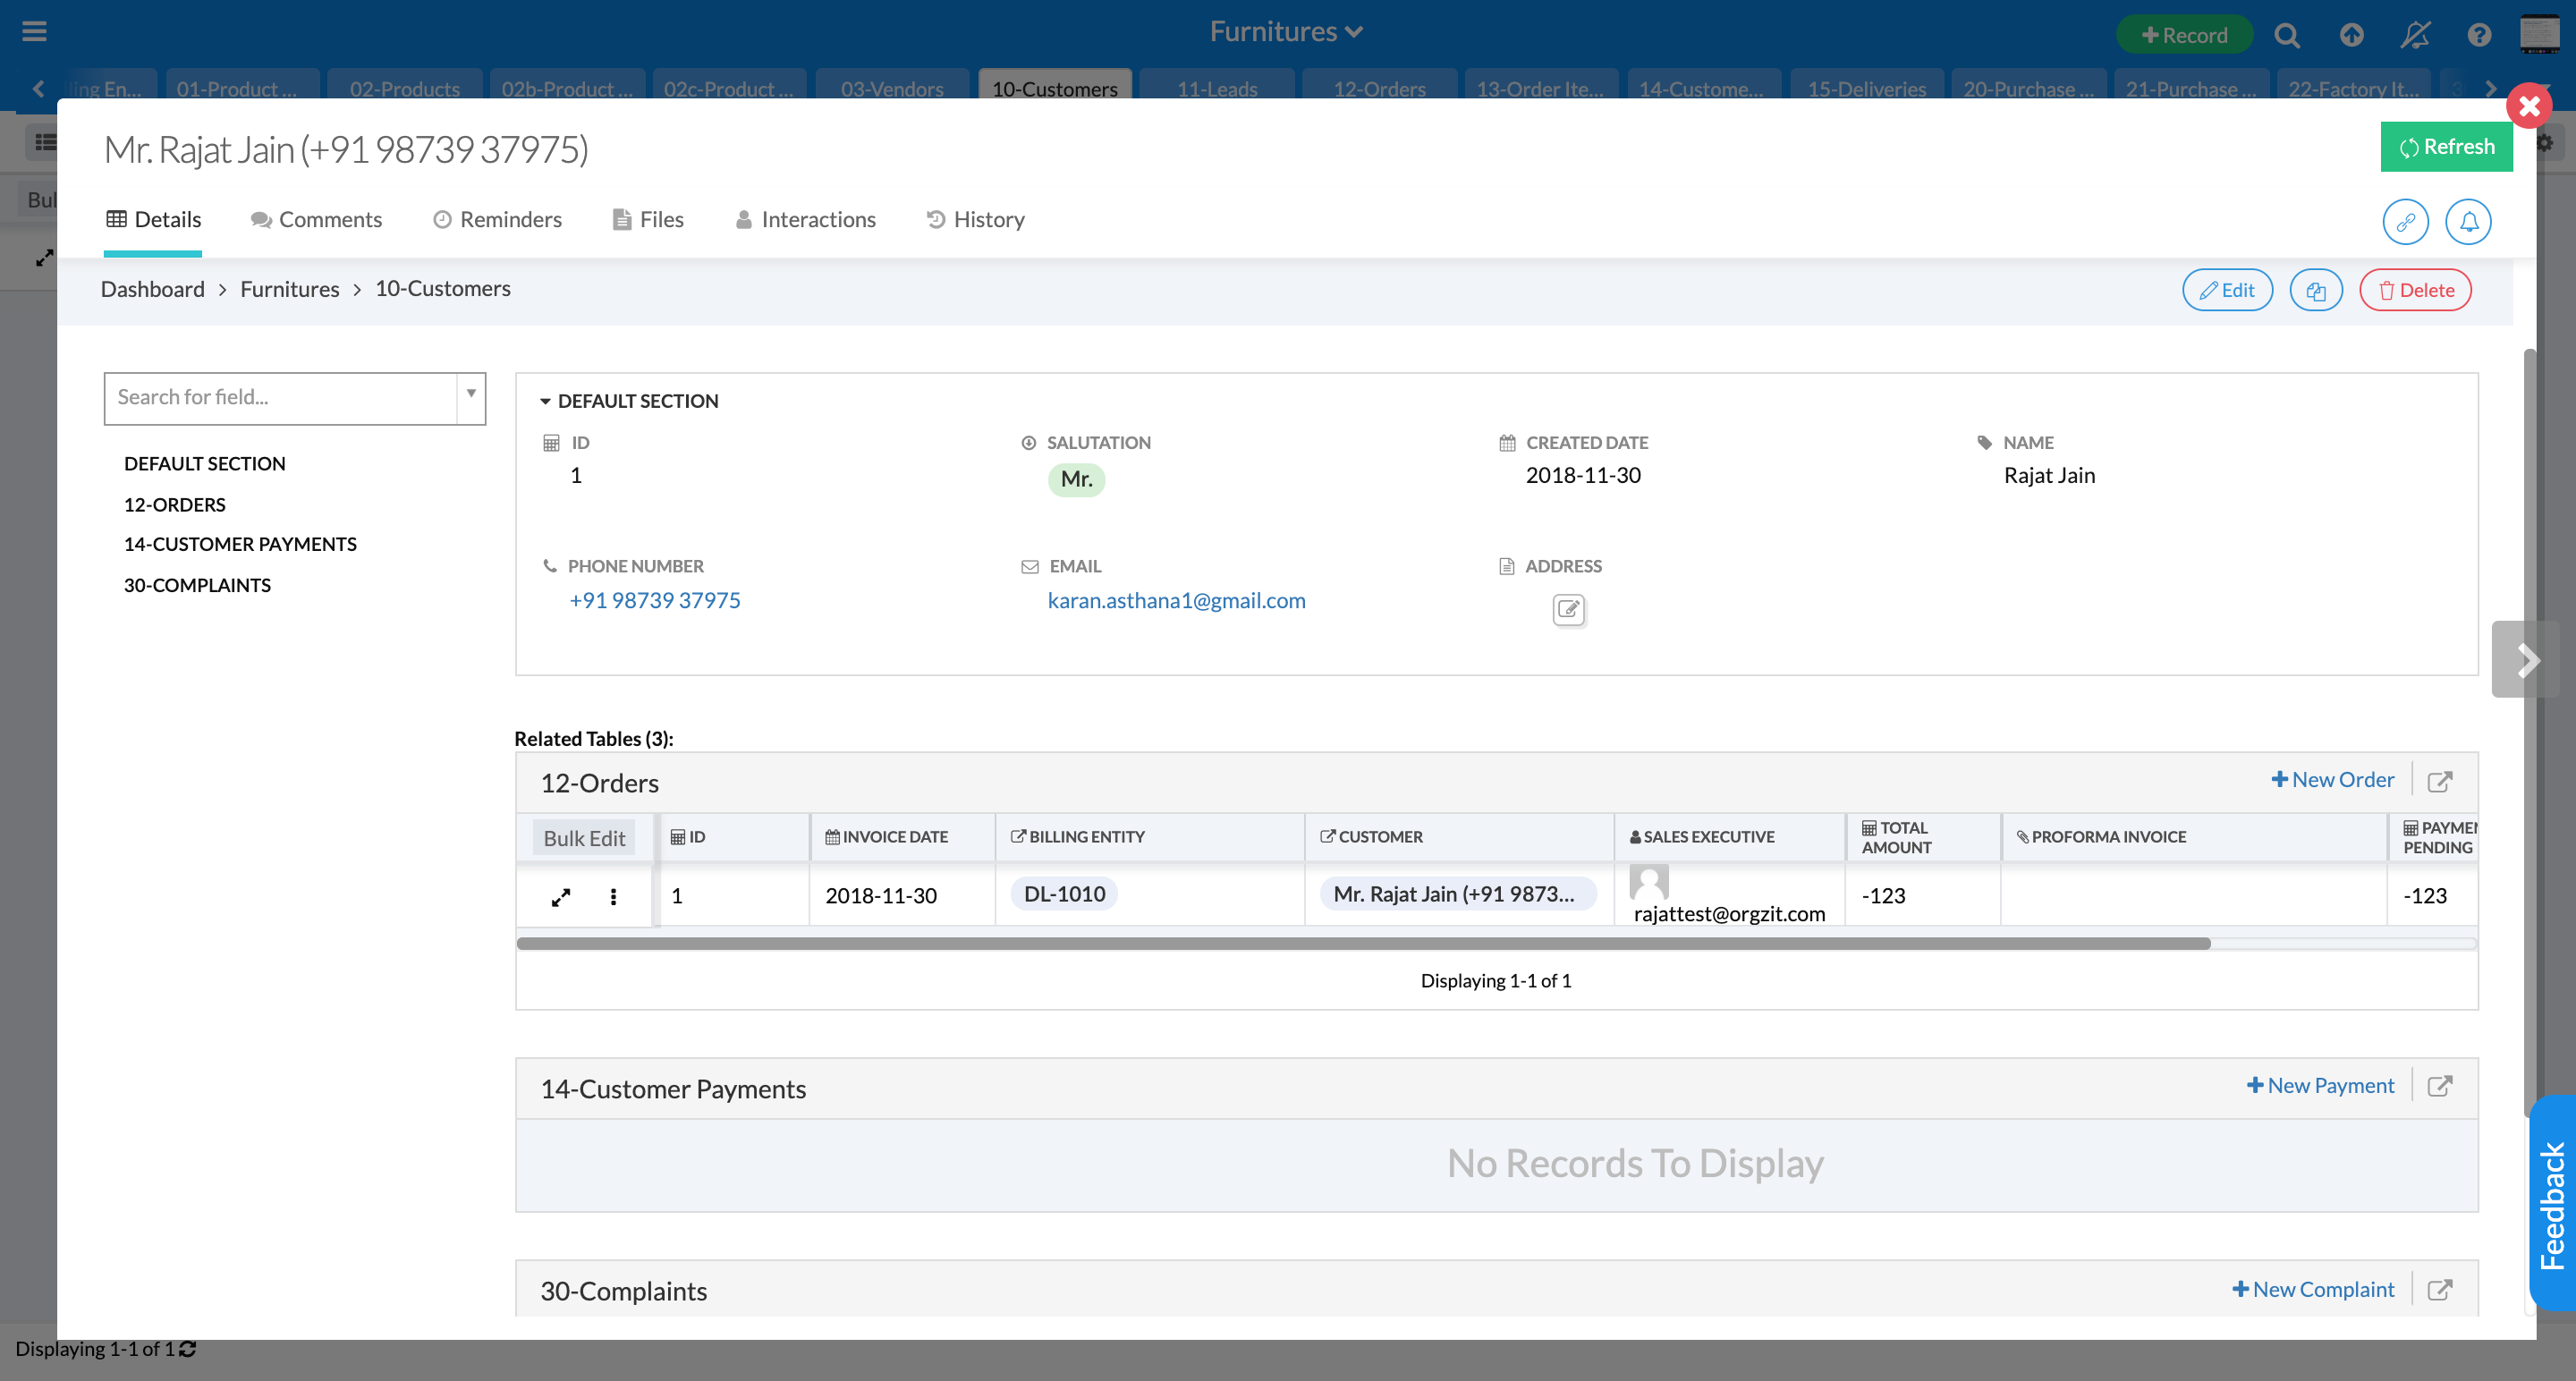 Furnitures
+Record
ing En...
01-Product ...
02-Products
02b-Product ...
02c-Product ...
03-Vendors
10-Customers
11-Leads
12-Orders
13-Order Ite...
14-Custome...
15-Deliveries
20-Purchase ...
21-Purchase ...
22-Factory It...
3
Mr. Rajat Jain (+91 98739 37975)
Refresh
Bul
Details
Comments
Reminders
Files
Interactions
History
Dashboard > Furnitures > 10-Customers
Edit
Delete
Search for field...
DEFAULT SECTION
12-ORDERS
14-CUSTOMER PAYMENTS
30-COMPLAINTS
DEFAULT SECTION
ID
1
SALUTATION
Mr.
CREATED DATE
2018-11-30
NAME
Rajat Jain
PHONE NUMBER
+91 98739 37975
EMAIL
karan.asthana1@gmail.com
ADDRESS
Related Tables (3):
12-Orders
+ New Order
Bulk Edit
ID
INVOICE DATE
BILLING ENTITY
CUSTOMER
SALES EXECUTIVE
TOTAL
AMOUNT
PROFORMA INVOICE
PAYMEN
PENDING
1
2018-11-30
DL-1010
Mr. Rajat Jain (+91 9873...
rajattest@orgzit.com
-123
-123
Displaying 1-1 of 1
14-Customer Payments
+ New Payment
No Records To Display
30-Complaints
+ New Complaint
Feedback
Displaying 1-1 of 1